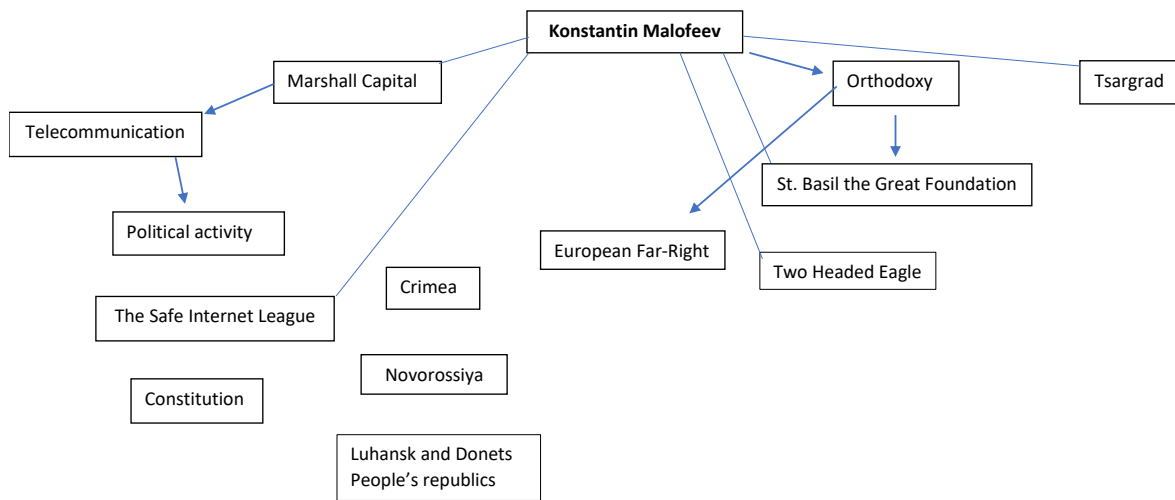 Konstantin Malofeev
Marshall Capital
Orthodoxy
Tsargrad
Telecommunication
St. Basil the Great Foundation
Political activity
European Far-Right
Two Headed Eagle
Crimea
The Safe Internet League
Novorossiya
Constitution
Luhansk and Donets
People’s republics